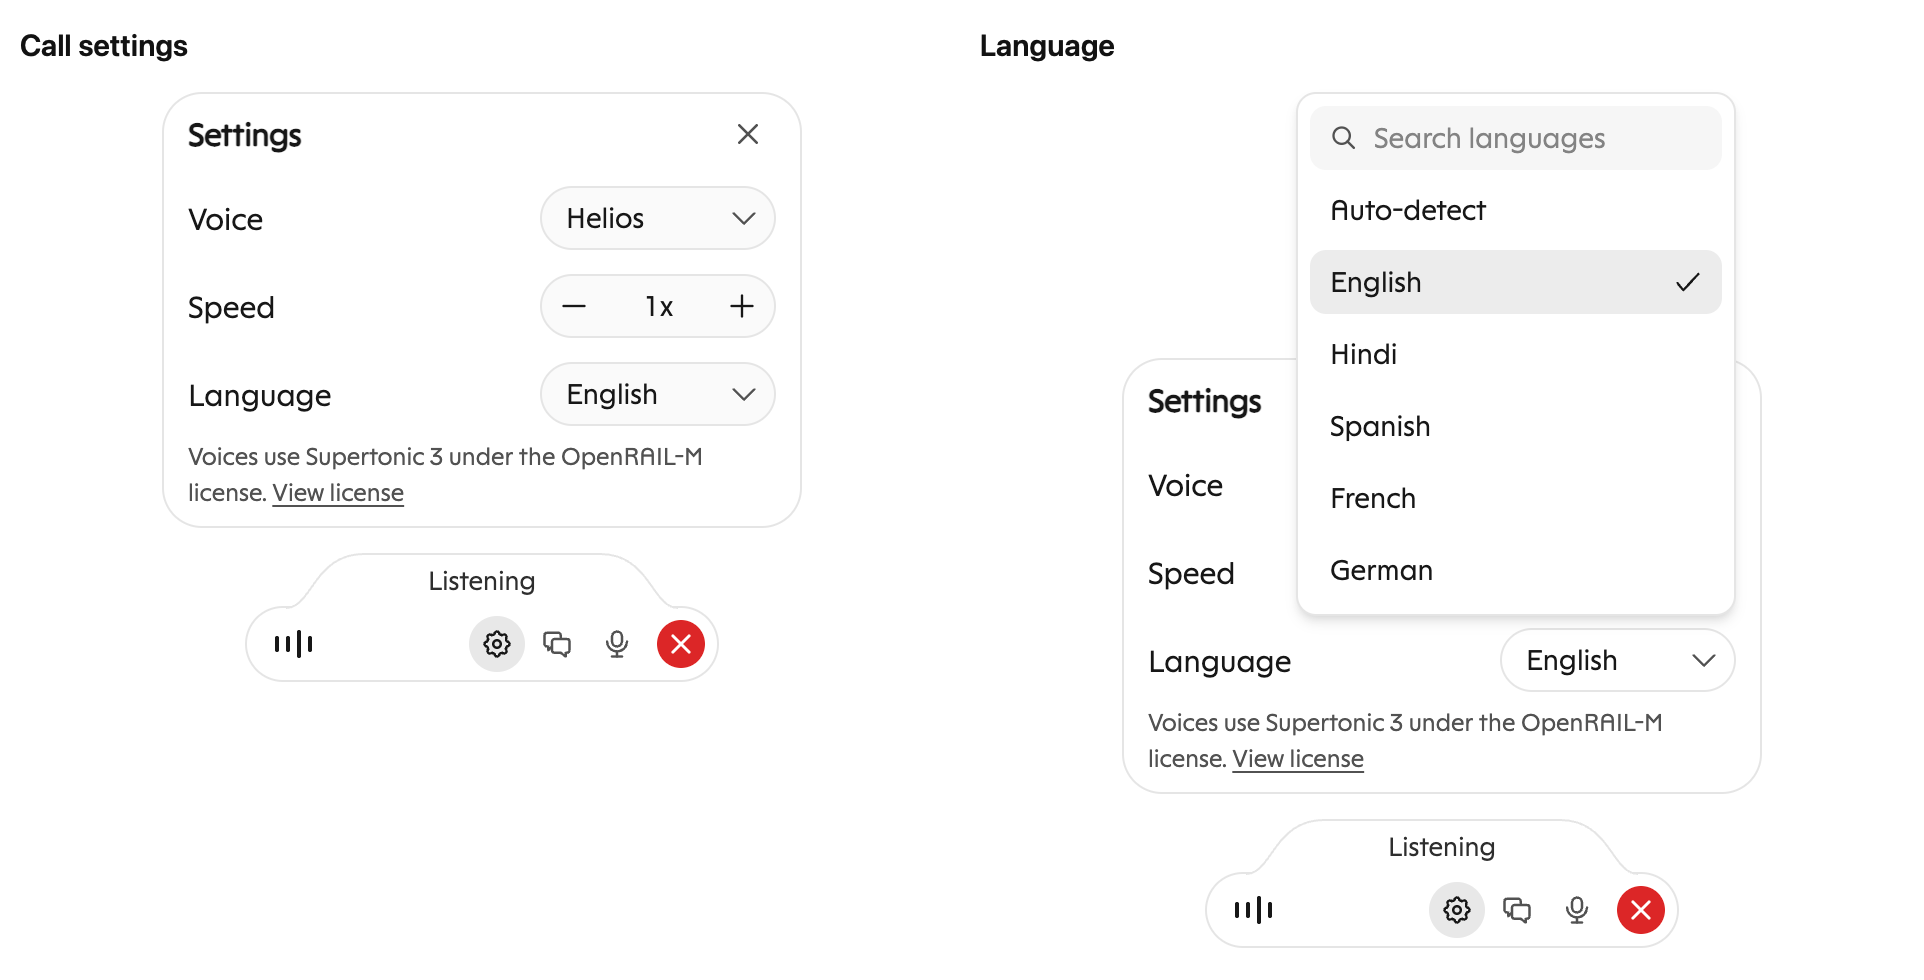 Call settings
Settings
Voice
Helios
Speed
1x
Language
English
Voices use Supertonic 3 under the OpenRAIL-M
license. View license
Listening
Language
Search languages
Auto-detect
English
Hindi
Spanish
French
German
Settings
Voice
Speed
Language
English
Voices use Supertonic 3 under the OpenRAIL-M
license. View license
Listening